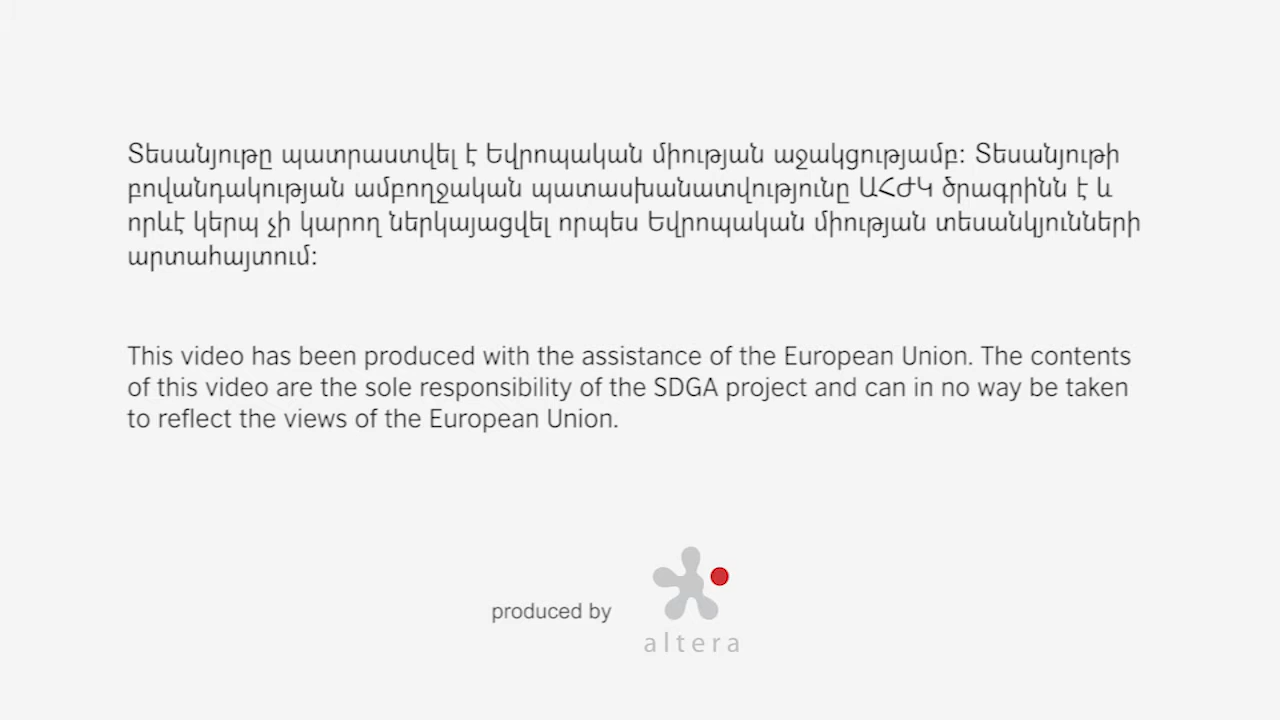 Տեսանյութը պատրաստվել է Եվրոպական միության աջակցությամբ: Տեսանյութի
բովանդակության ամբողջական պատասխանատվությունը ԱՀԺԿ ծրագրինն է և
որևէ կերպ չի կարող ներկայացվել որպես Եվրոպական միության տեսանկյունների
արտահայտում:
This video has been produced with the assistance of the European Union. The contents
of this video are the sole responsibility of the SDGA project and can in no way be taken
to reflect the views of the European Union.
produced by
altera